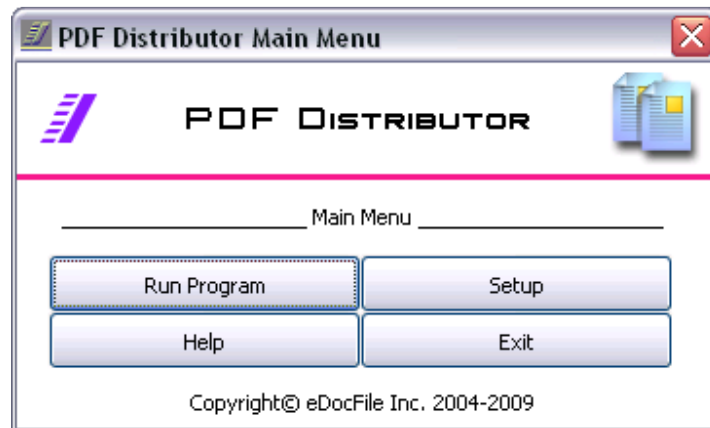 PDF Distributor Main Menu
PDF DISTRIBUTOR
Main Menu
Run Program Setup
Help Exit
Copyright© eDocFile Inc. 2004-2009